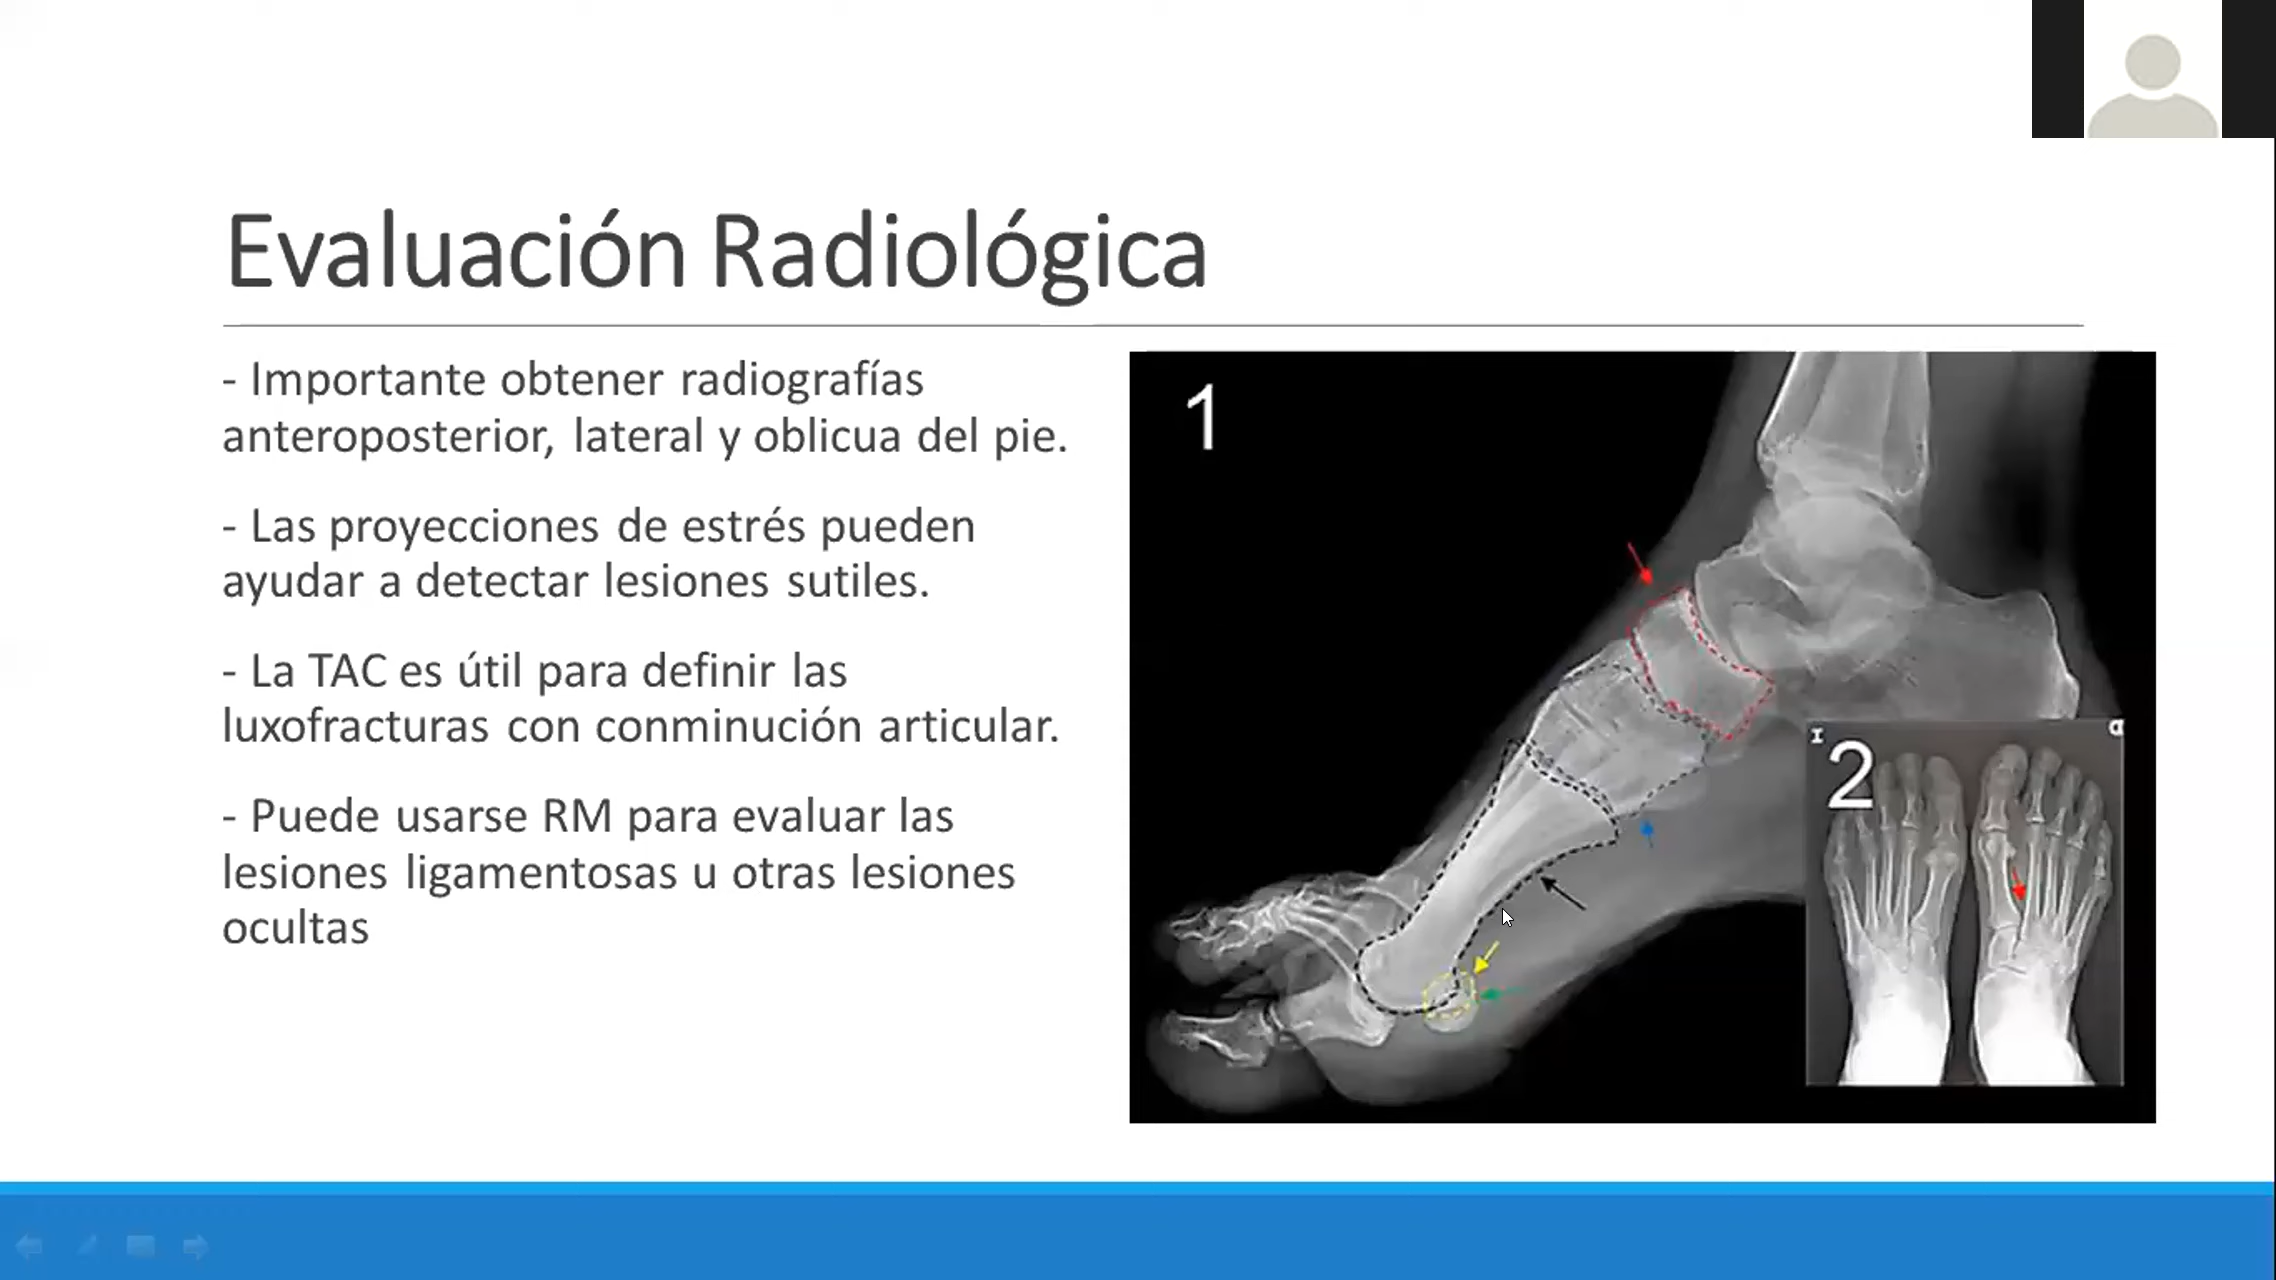 Evaluación Radiológica
- Importante obtener radiografías
anteroposterior, lateral y oblicua del pie.
- Las proyecciones de estrés pueden
ayudar a detectar lesiones sutiles.
- La TAC es útil para definir las
luxofracturas con conminución articular.
- Puede usarse RM para evaluar las
lesiones ligamentosas u otras lesiones
ocultas
1
2